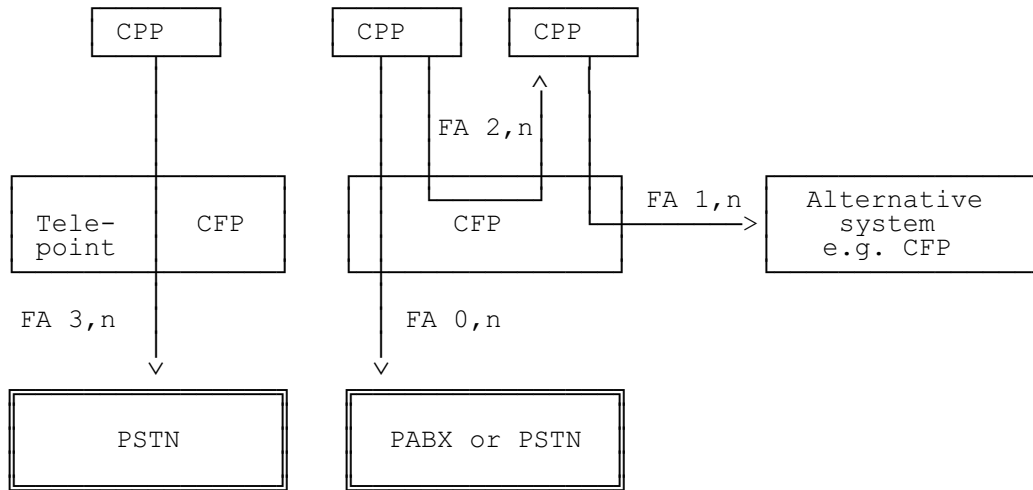 CPP
CPP
CPP
FA 2,n
Tele-
point
CFP
CFP
FA 1,n
Alternative
system
e.g. CFP
FA 3,n
FA 0,n
PSTN
PABX or PSTN